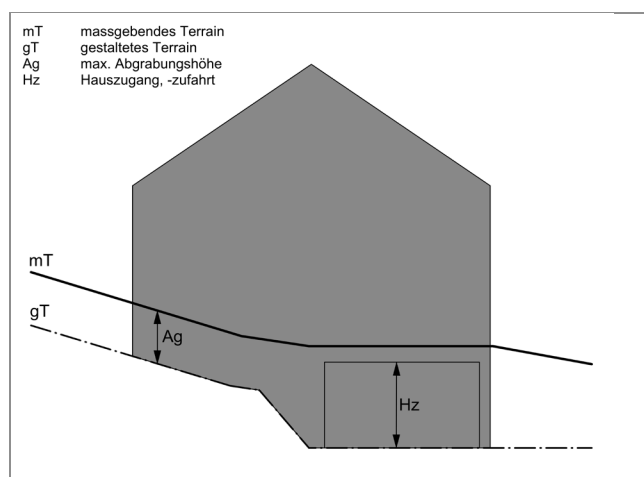 mT massgebendes Terrain
gT gestaltetes Terrain
Ag max. Abgrabungshöhe
Hz Hauszugang, -zufahrt
mT
gT
Ag
Hz